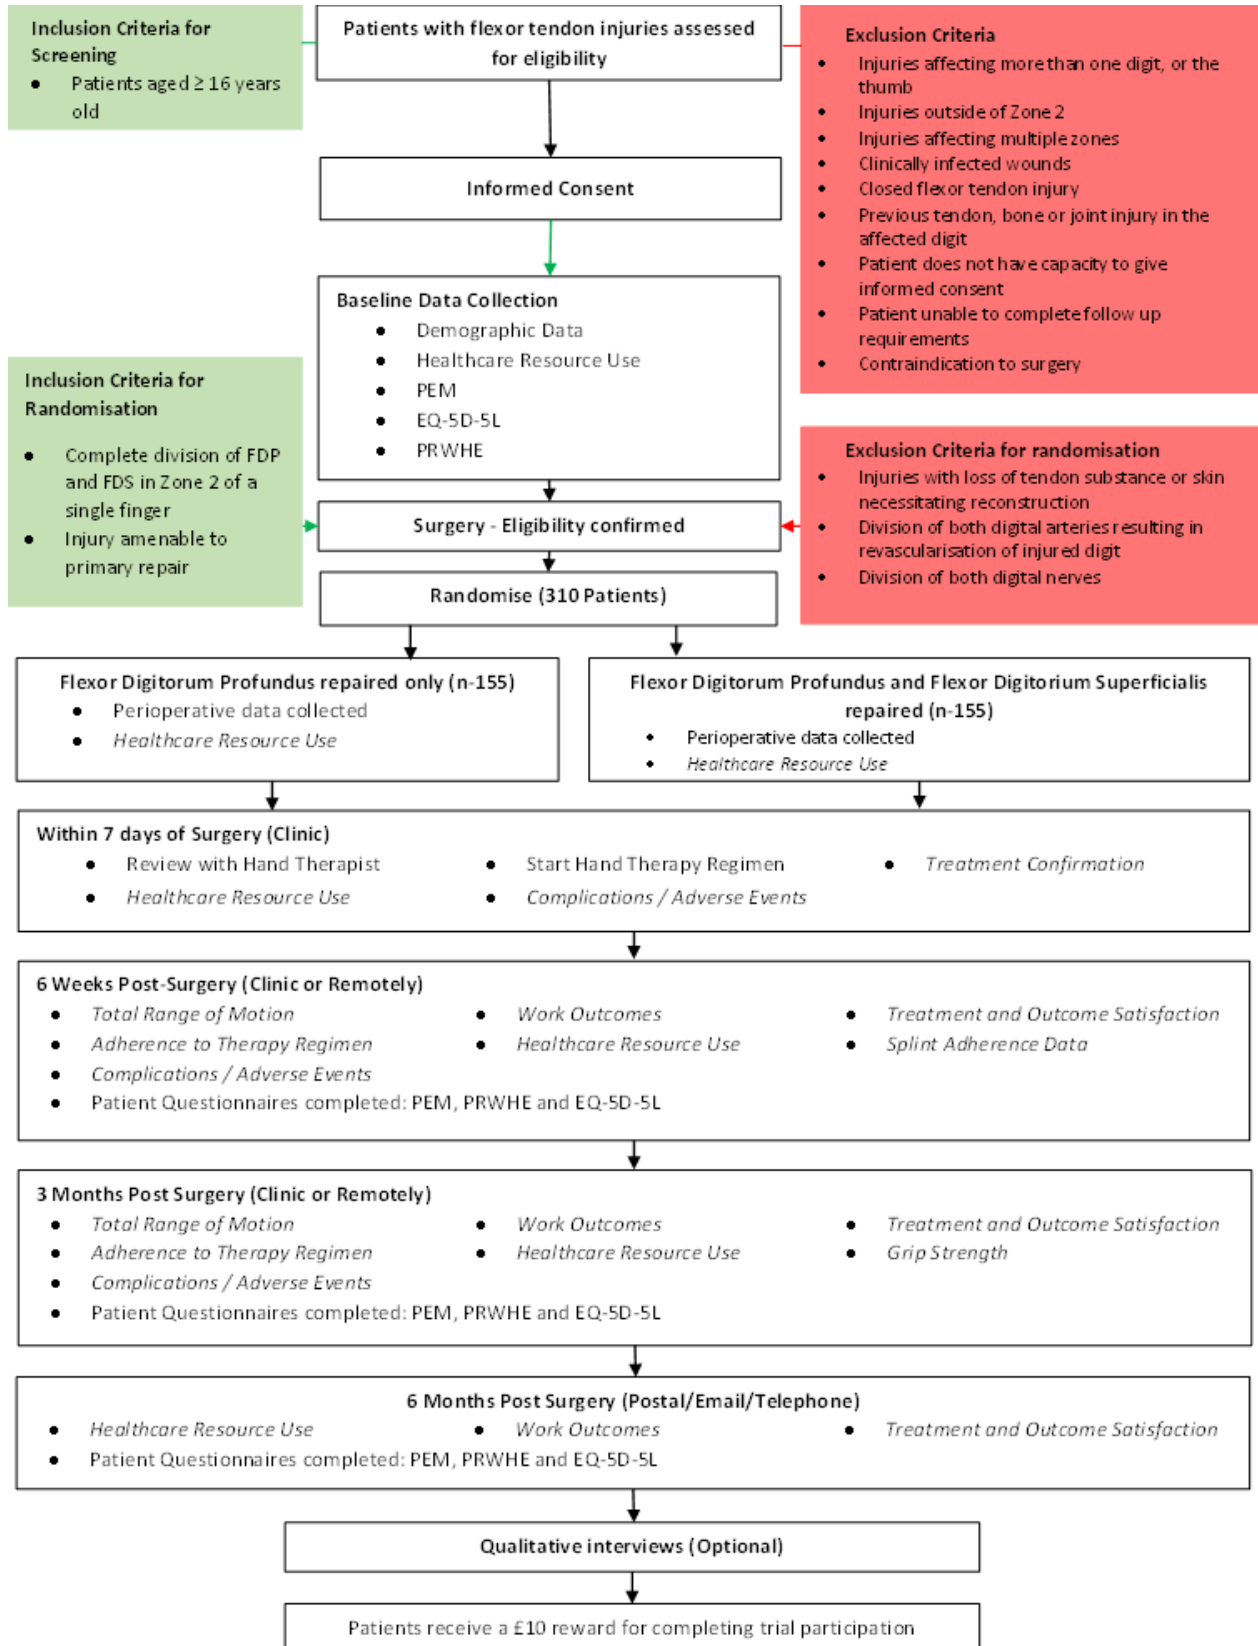 Inclusion Criteria for
Screening
● Patients aged ≥ 16 years
old
Patients with flexor tendon injuries assessed
for eligibility
Exclusion Criteria
• Injuries affecting more than one digit, or the
thumb
• Injuries outside of Zone 2
• Injuries affecting multiple zones
• Clinically infected wounds
• Closed flexor tendon injury
• Previous tendon, bone or joint injury in the
affected digit
• Patient does not have capacity to give
informed consent
• Patient unable to complete follow up
requirements
• Contraindication to surgery
Informed Consent
Baseline Data Collection
● Demographic Data
● Healthcare Resource Use
● PEM
● EQ-5D-5L
● PRWHE
Inclusion Criteria for
Randomisation
● Complete division of FDP
and FDS in Zone 2 of a
single finger
● Injury amenable to
primary repair
Exclusion Criteria for randomisation
• Injuries with loss of tendon substance or skin
necessitating reconstruction
• Division of both digital arteries resulting in
revascularisation of injured digit
• Division of both digital nerves
Surgery - Eligibility confirmed
Randomise (310 Patients)
Flexor Digitorum Profundus repaired only (n-155)
● Perioperative data collected
● Healthcare Resource Use
Flexor Digitorum Profundus and Flexor Digitorium Superficialis
repaired (n-155)
• Perioperative data collected
• Healthcare Resource Use
Within 7 days of Surgery (Clinic)
● Review with Hand Therapist ● Start Hand Therapy Regimen ● Treatment Confirmation
● Healthcare Resource Use ● Complications / Adverse Events
6 Weeks Post-Surgery (Clinic or Remotely)
● Total Range of Motion ● Work Outcomes ● Treatment and Outcome Satisfaction
● Adherence to Therapy Regimen ● Healthcare Resource Use ● Splint Adherence Data
● Complications / Adverse Events
● Patient Questionnaires completed: PEM, PRWHE and EQ-5D-5L
3 Months Post Surgery (Clinic or Remotely)
● Total Range of Motion ● Work Outcomes ● Treatment and Outcome Satisfaction
● Adherence to Therapy Regimen ● Healthcare Resource Use ● Grip Strength
● Complications / Adverse Events
● Patient Questionnaires completed: PEM, PRWHE and EQ-5D-5L
6 Months Post Surgery (Postal/Email/Telephone)
● Healthcare Resource Use ● Work Outcomes ● Treatment and Outcome Satisfaction
● Patient Questionnaires completed: PEM, PRWHE and EQ-5D-5L
Qualitative interviews (Optional)
Patients receive a £10 reward for completing trial participation